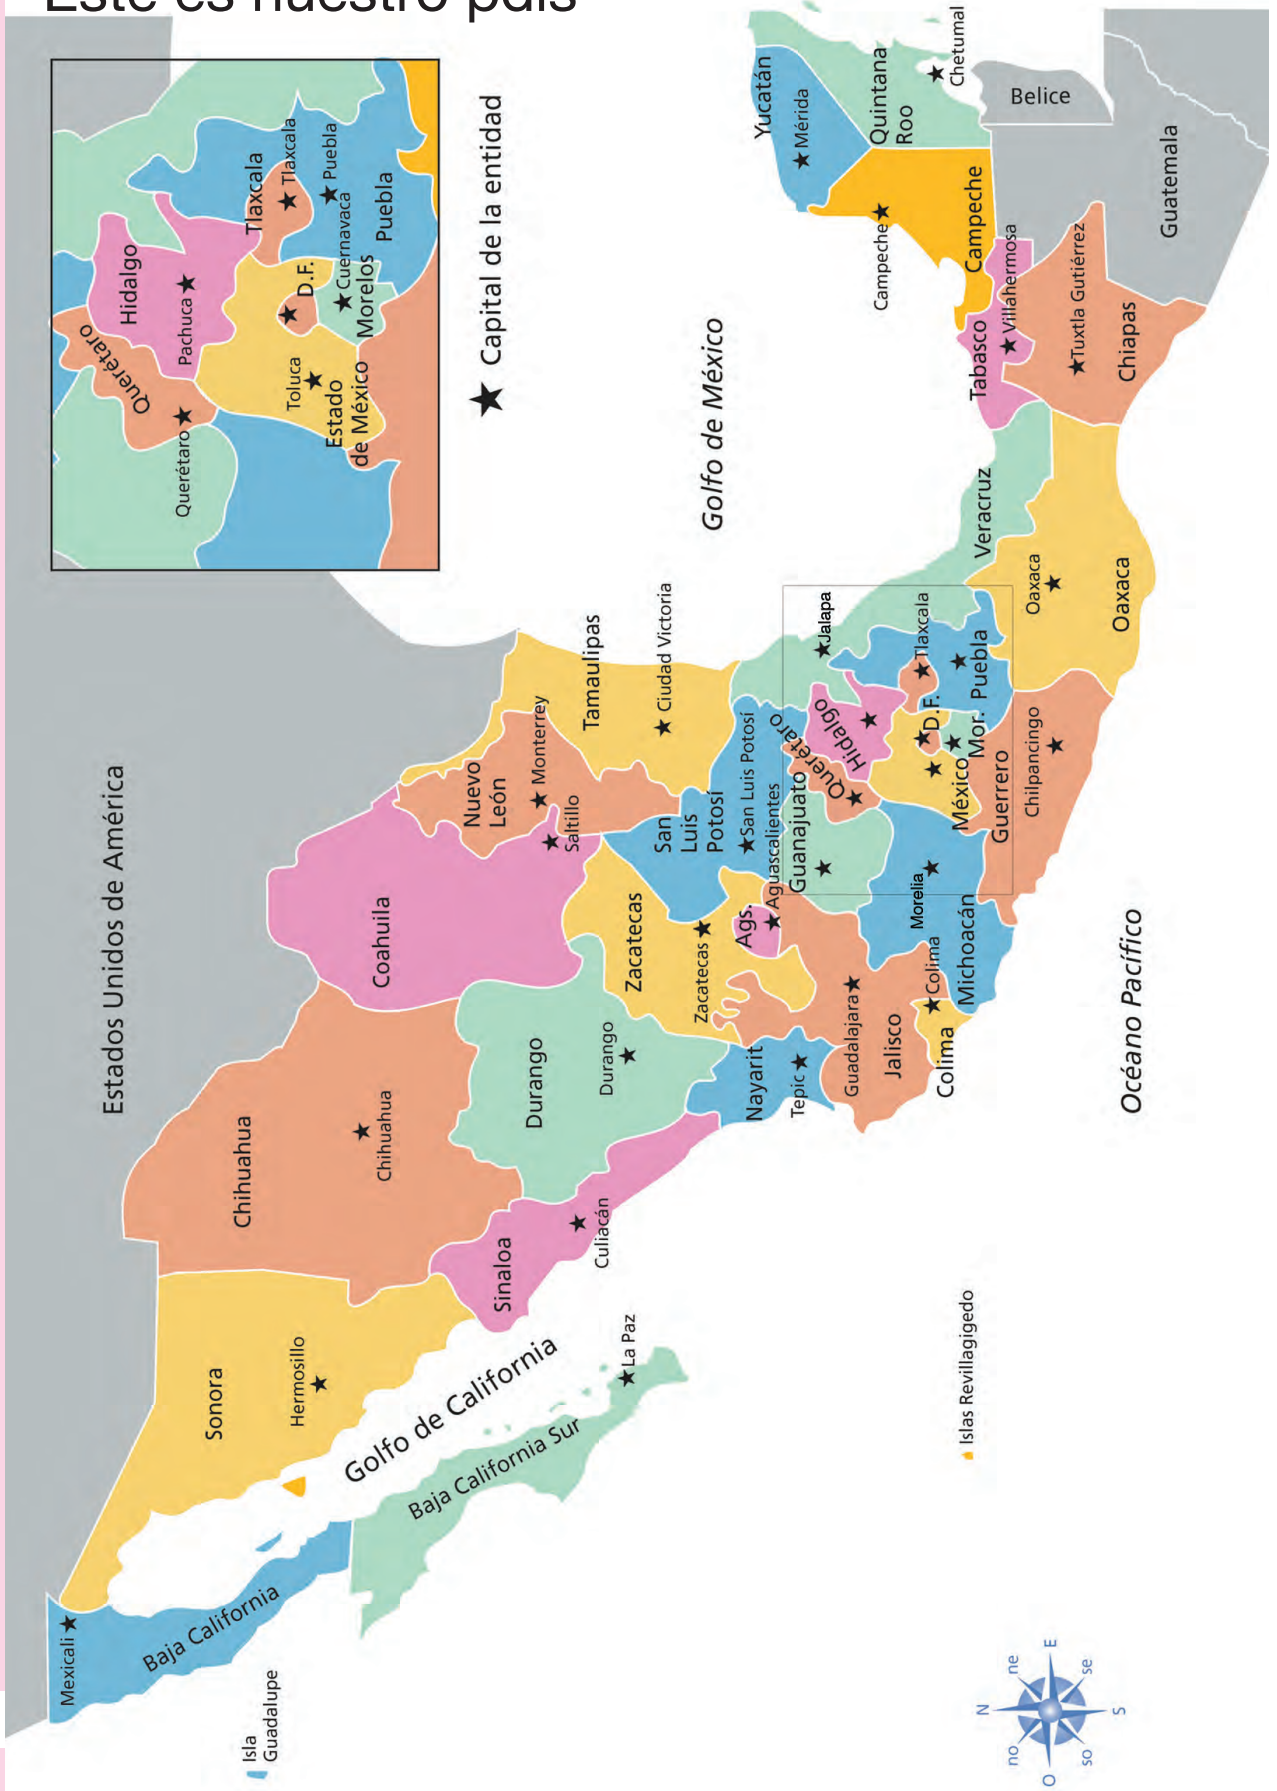 Este es nuestro país
Estados Unidos de América
Mexicali
Baja California
Isla
Guadalupe
Sonora
Hermosillo
Golfo de California
Baja California Sur
La Paz
Chihuahua
Chihuahua
Sinaloa
Culiacán
Durango
Durango
Coahuila
Saltillo
Nuevo
León
Monterrey
Tamaulipas
Ciudad Victoria
Zacatecas
Zacatecas
San
Luis
Potosí
San Luis Potosí
Ags.
Aguascalientes
Nayarit
Tepic
Guadalajara
Jalisco
Colima
Colima
Guanajuato
Querétaro
Hidalgo
Jalapa
Morelia
Michoacán
México
D.F.
Mor.
Tlaxcala
Puebla
Guerrero
Chilpancingo
Veracruz
Oaxaca
Oaxaca
Tabasco
Villahermosa
Tuxtla Gutiérrez
Chiapas
Campeche
Campeche
Yucatán
Mérida
Quintana
Roo
Chetumal
Belice
Guatemala
Golfo de México
Océano Pacífico
Islas Revillagigedo
Capital de la entidad
Querétaro
Querétaro
Hidalgo
Pachuca
Tlaxcala
Tlaxcala
Puebla
Puebla
D.F.
Cuernavaca
Morelos
Toluca
Estado
de México
N
ne
E
se
S
so
O
no